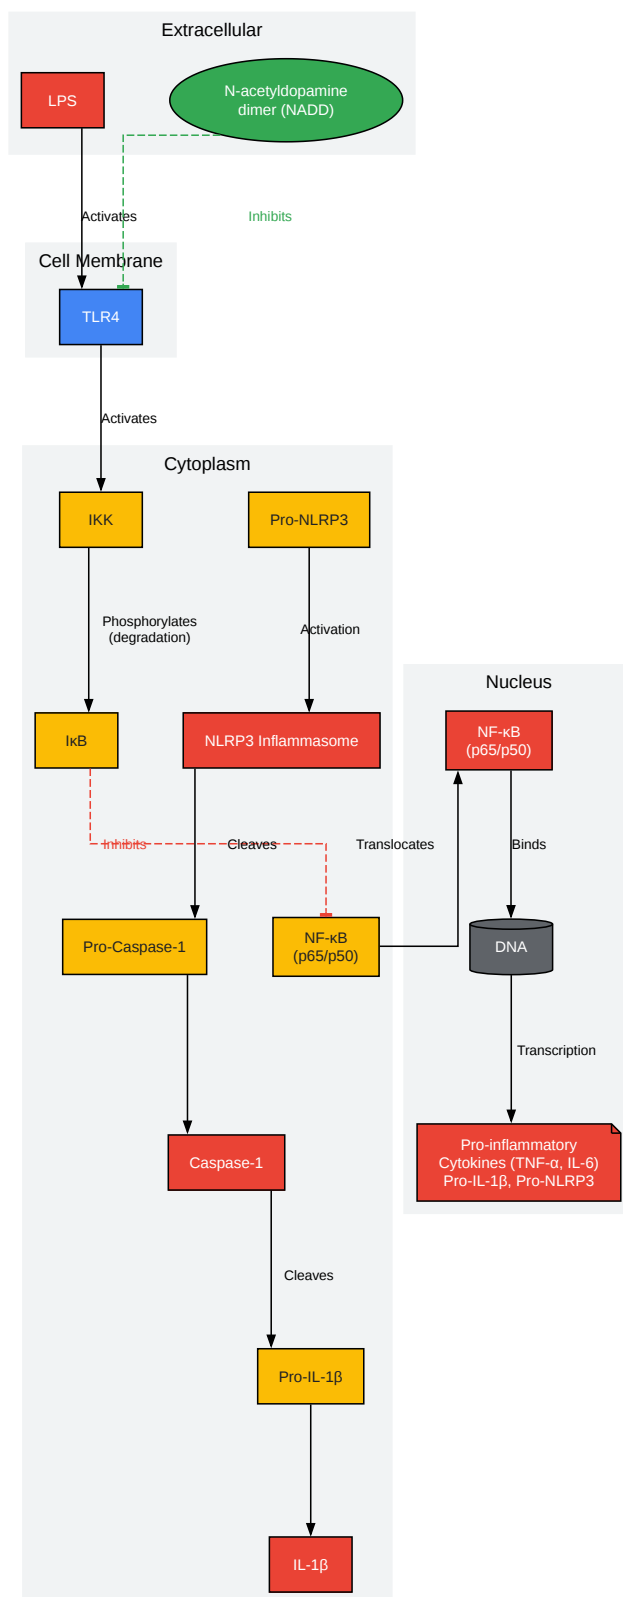 Extracellular
LPS
N-acetyldopamine
dimer (NADD)
Activates
Inhibits
Cell Membrane
TLR4
Activates
Cytoplasm
IKK
Pro-NLRP3
Phosphorylates
(degradation)
Activation
Nucleus
IκB
NLRP3 Inflammasome
NF-κB
(p65/p50)
Inhibits
Cleaves
Translocates
Binds
Pro-Caspase-1
NF-κB
(p65/p50)
DNA
Transcription
Caspase-1
Pro-inflammatory
Cytokines (TNF-α, IL-6)
Pro-IL-1β, Pro-NLRP3
Cleaves
Pro-IL-1β
IL-1β